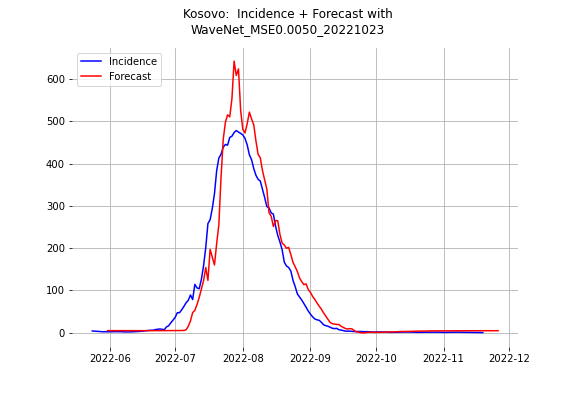 Kosovo:  Incidence + Forecast with
WaveNet_MSE0.0050_20221023
Incidence
Forecast
600
500
400
300
200
100
0
2022-06 2022-07 2022-08 2022-09 2022-10 2022-11 2022-12